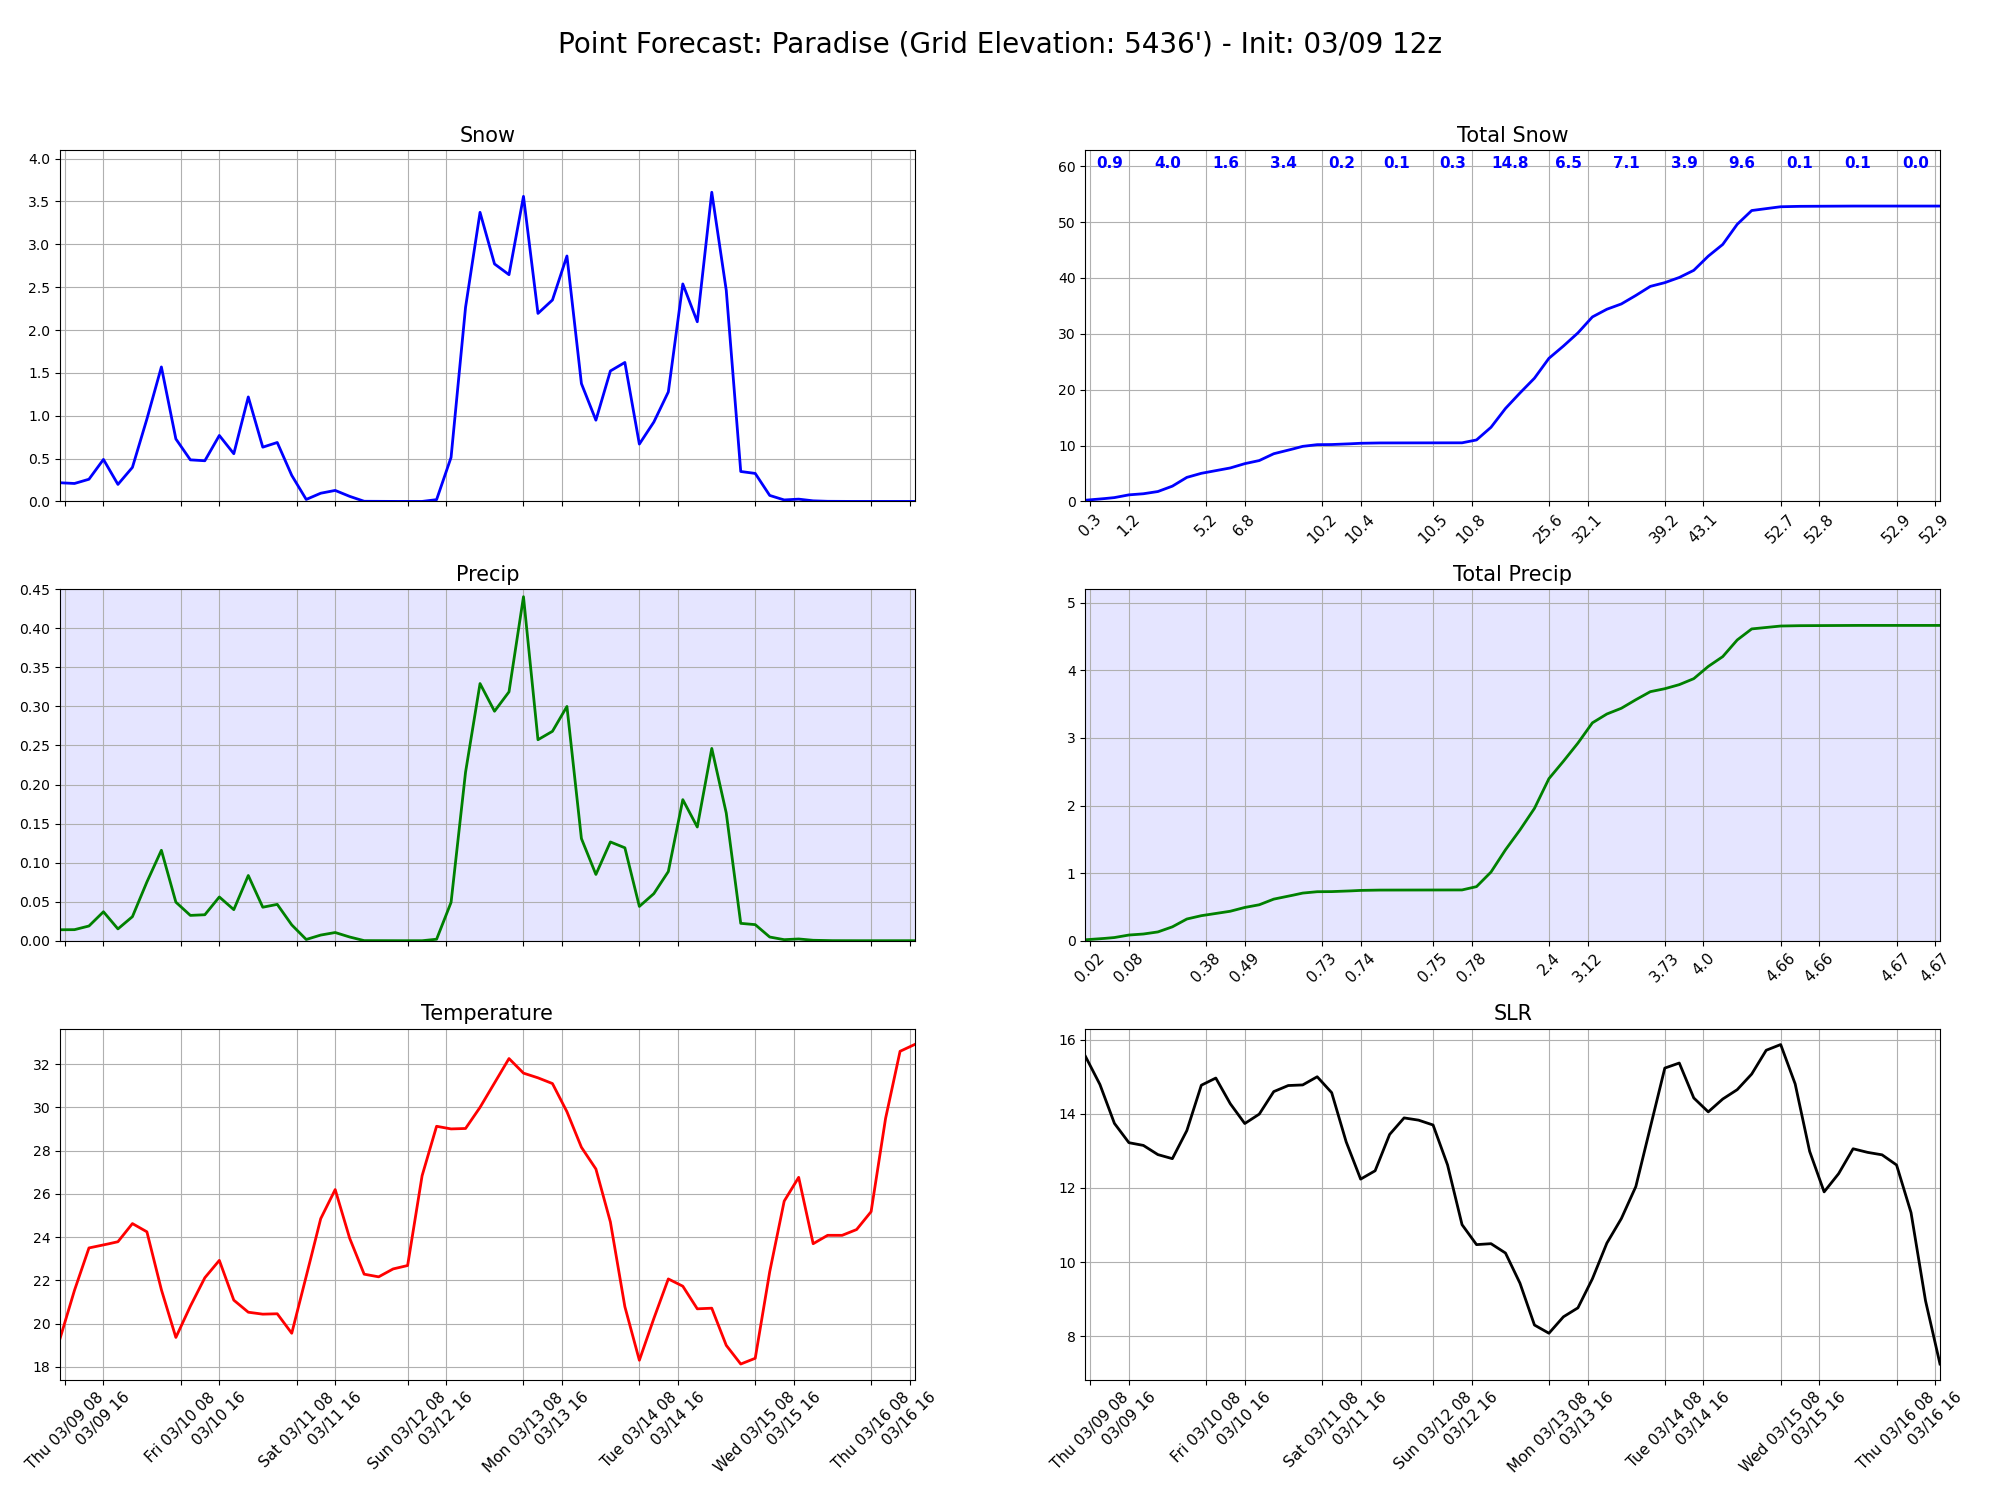 Point Forecast: Paradise (Grid Elevation: 5436') - Init: 03/09 12z
Snow
4.0
3.5
3.0
2.5
2.0
1.5
1.0
0.5
0.0
Total Snow
0.9 4.0 1.6 3.4 0.2 0.1 0.3 14.8 6.5 7.1 3.9 9.6 0.1 0.1 0.0
60
50
40
30
20
10
0
0.3 1.2 5.2 6.8 10.2 10.4 10.5 10.8 25.6 32.1 39.2 43.1 52.7 52.8 52.9 52.9
Precip
0.45
0.40
0.35
0.30
0.25
0.20
0.15
0.10
0.05
0.00
Total Precip
5
4
3
2
1
0
0.02 0.08 0.38 0.49 0.73 0.74 0.75 0.78 2.4 3.12 3.73 4.0 4.66 4.66 4.67 4.67
Temperature
32
30
28
26
24
22
20
18
Thu 03/09 08
03/09 16
Fri 03/10 08
03/10 16
Sat 03/11 08
03/11 16
Sun 03/12 08
03/12 16
Mon 03/13 08
03/13 16
Tue 03/14 08
03/14 16
Wed 03/15 08
03/15 16
Thu 03/16 08
03/16 16
SLR
16
14
12
10
8
Thu 03/09 08
03/09 16
Fri 03/10 08
03/10 16
Sat 03/11 08
03/11 16
Sun 03/12 08
03/12 16
Mon 03/13 08
03/13 16
Tue 03/14 08
03/14 16
Wed 03/15 08
03/15 16
Thu 03/16 08
03/16 16